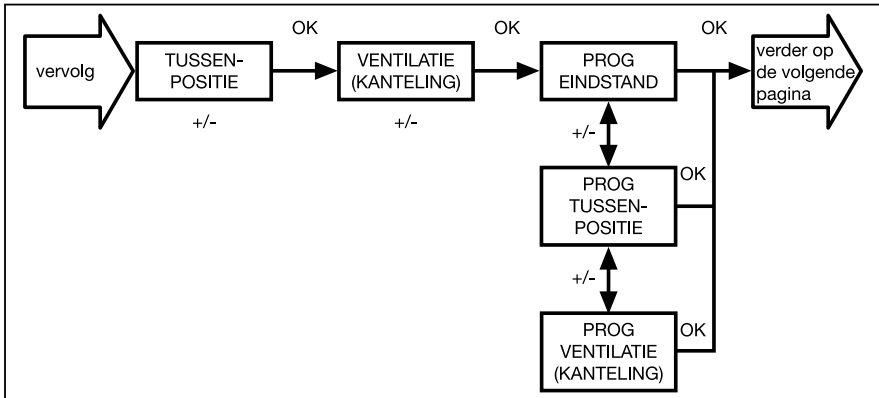 vervolg
TUSSEN-
POSITIE
+/-
OK
VENTILATIE
(KANTELING)
+/-
OK
PROG
EINDSTAND
OK
verder op
de volgende
pagina
+/-
PROG
TUSSEN-
POSITIE
OK
+/-
PROG
VENTILATIE
(KANTELING)
OK